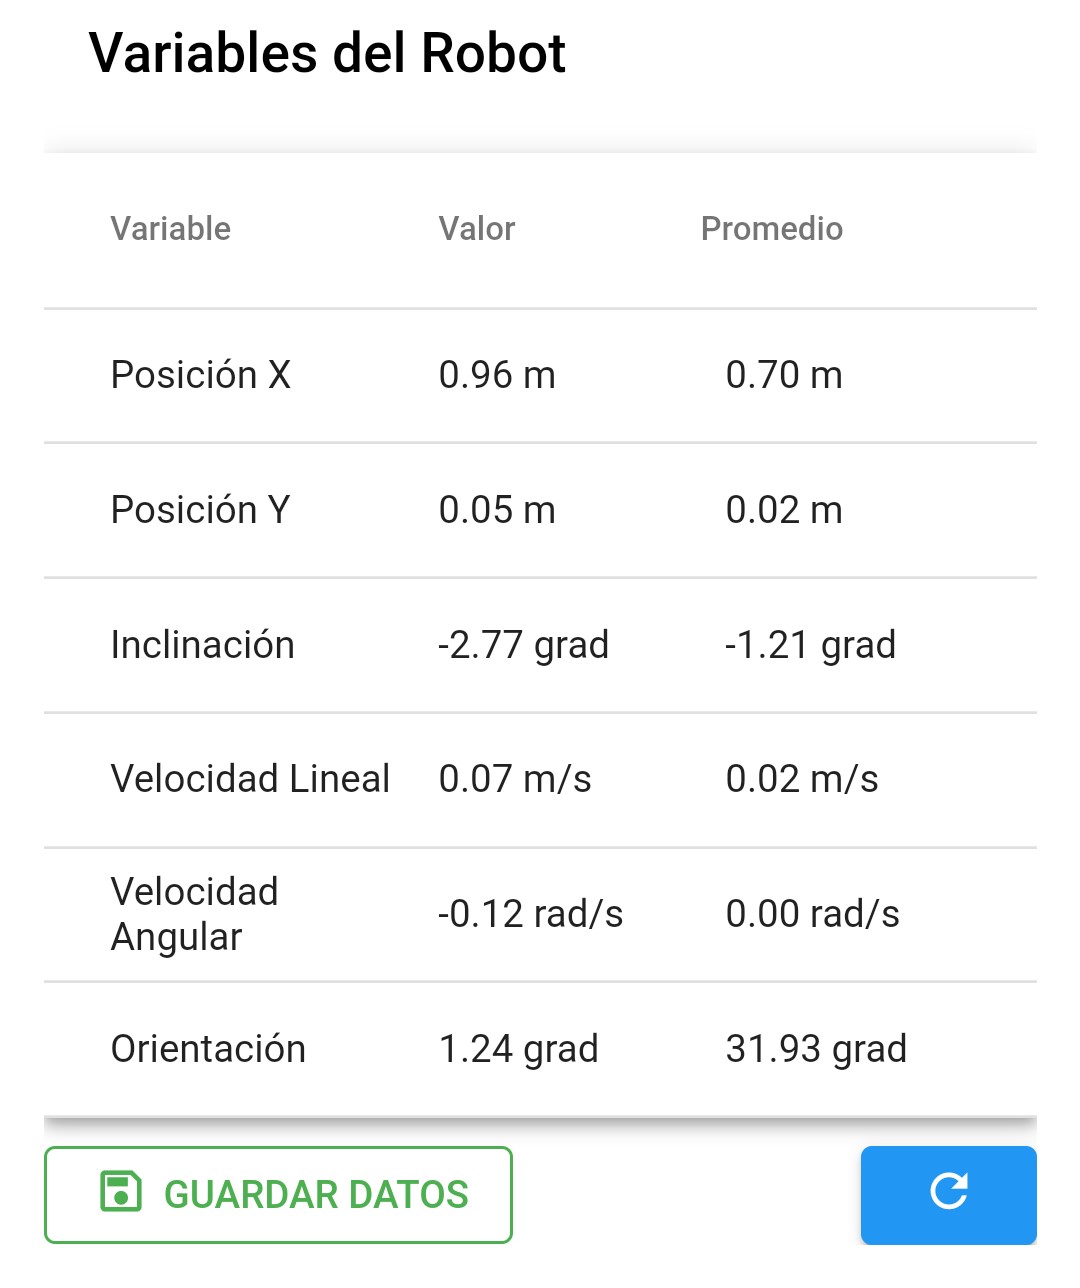 Variables del Robot
Variable Valor Promedio
Posición X 0.96 m 0.70 m
Posición Y 0.05 m 0.02 m
Inclinación -2.77 grad -1.21 grad
Velocidad Lineal 0.07 m/s 0.02 m/s
Velocidad
Angular -0.12 rad/s 0.00 rad/s
Orientación 1.24 grad 31.93 grad
GUARDAR DATOS